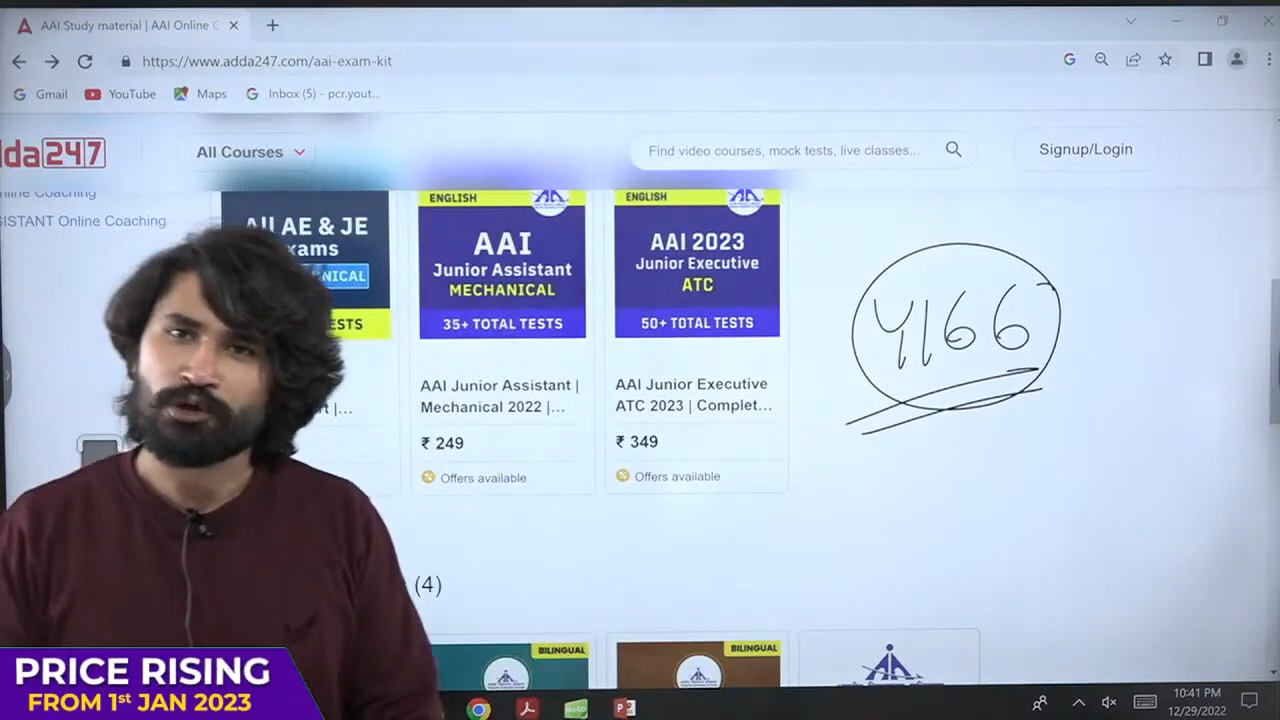 AAI Study material | AAI Online C
https://www.adda247.com/aai-exam-kit
Gmail YouTube Maps Inbox (5) - pcr.yout...
dda247
All Courses
Find video courses, mock tests, live classes...
Signup/Login
nline Coaching
SISTANT Online Coaching
AE & JE
xams
NICAL
ESTS
t |...
ENGLISH
AAI
Junior Assistant
MECHANICAL
35+ TOTAL TESTS
AAI Junior Assistant |
Mechanical 2022 |...
₹ 249
Offers available
ENGLISH
AAI 2023
Junior Executive
ATC
50+ TOTAL TESTS
AAI Junior Executive
ATC 2023 | Complet...
₹ 349
Offers available
Y166
(4)
BILINGUAL
BILINGUAL
PRICE RISING
FROM 1st JAN 2023
10:41 PM
12/29/2022